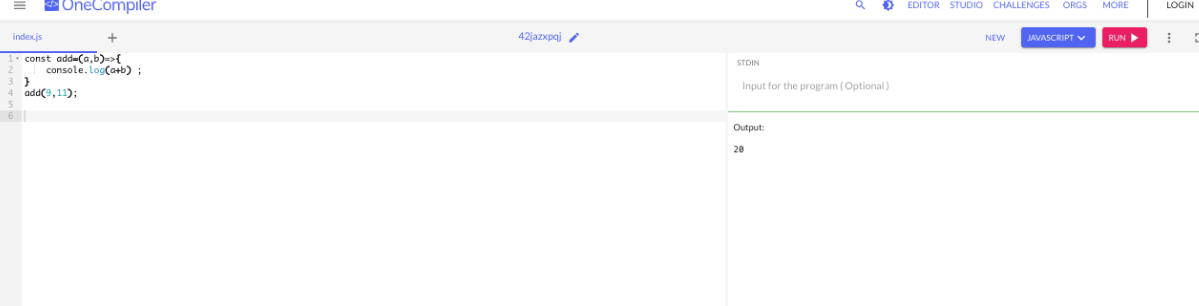 OneCompiler
EDITOR STUDIO CHALLENGES ORGS MORE LOGIN
index.js + 42jazxpqj NEW JAVASCRIPT RUN
1 const add=(a,b)=>{
2 console.log(a+b) ;
3 }
4 add(9,11);
5
6
STDIN
Input for the program ( Optional )
Output:
20